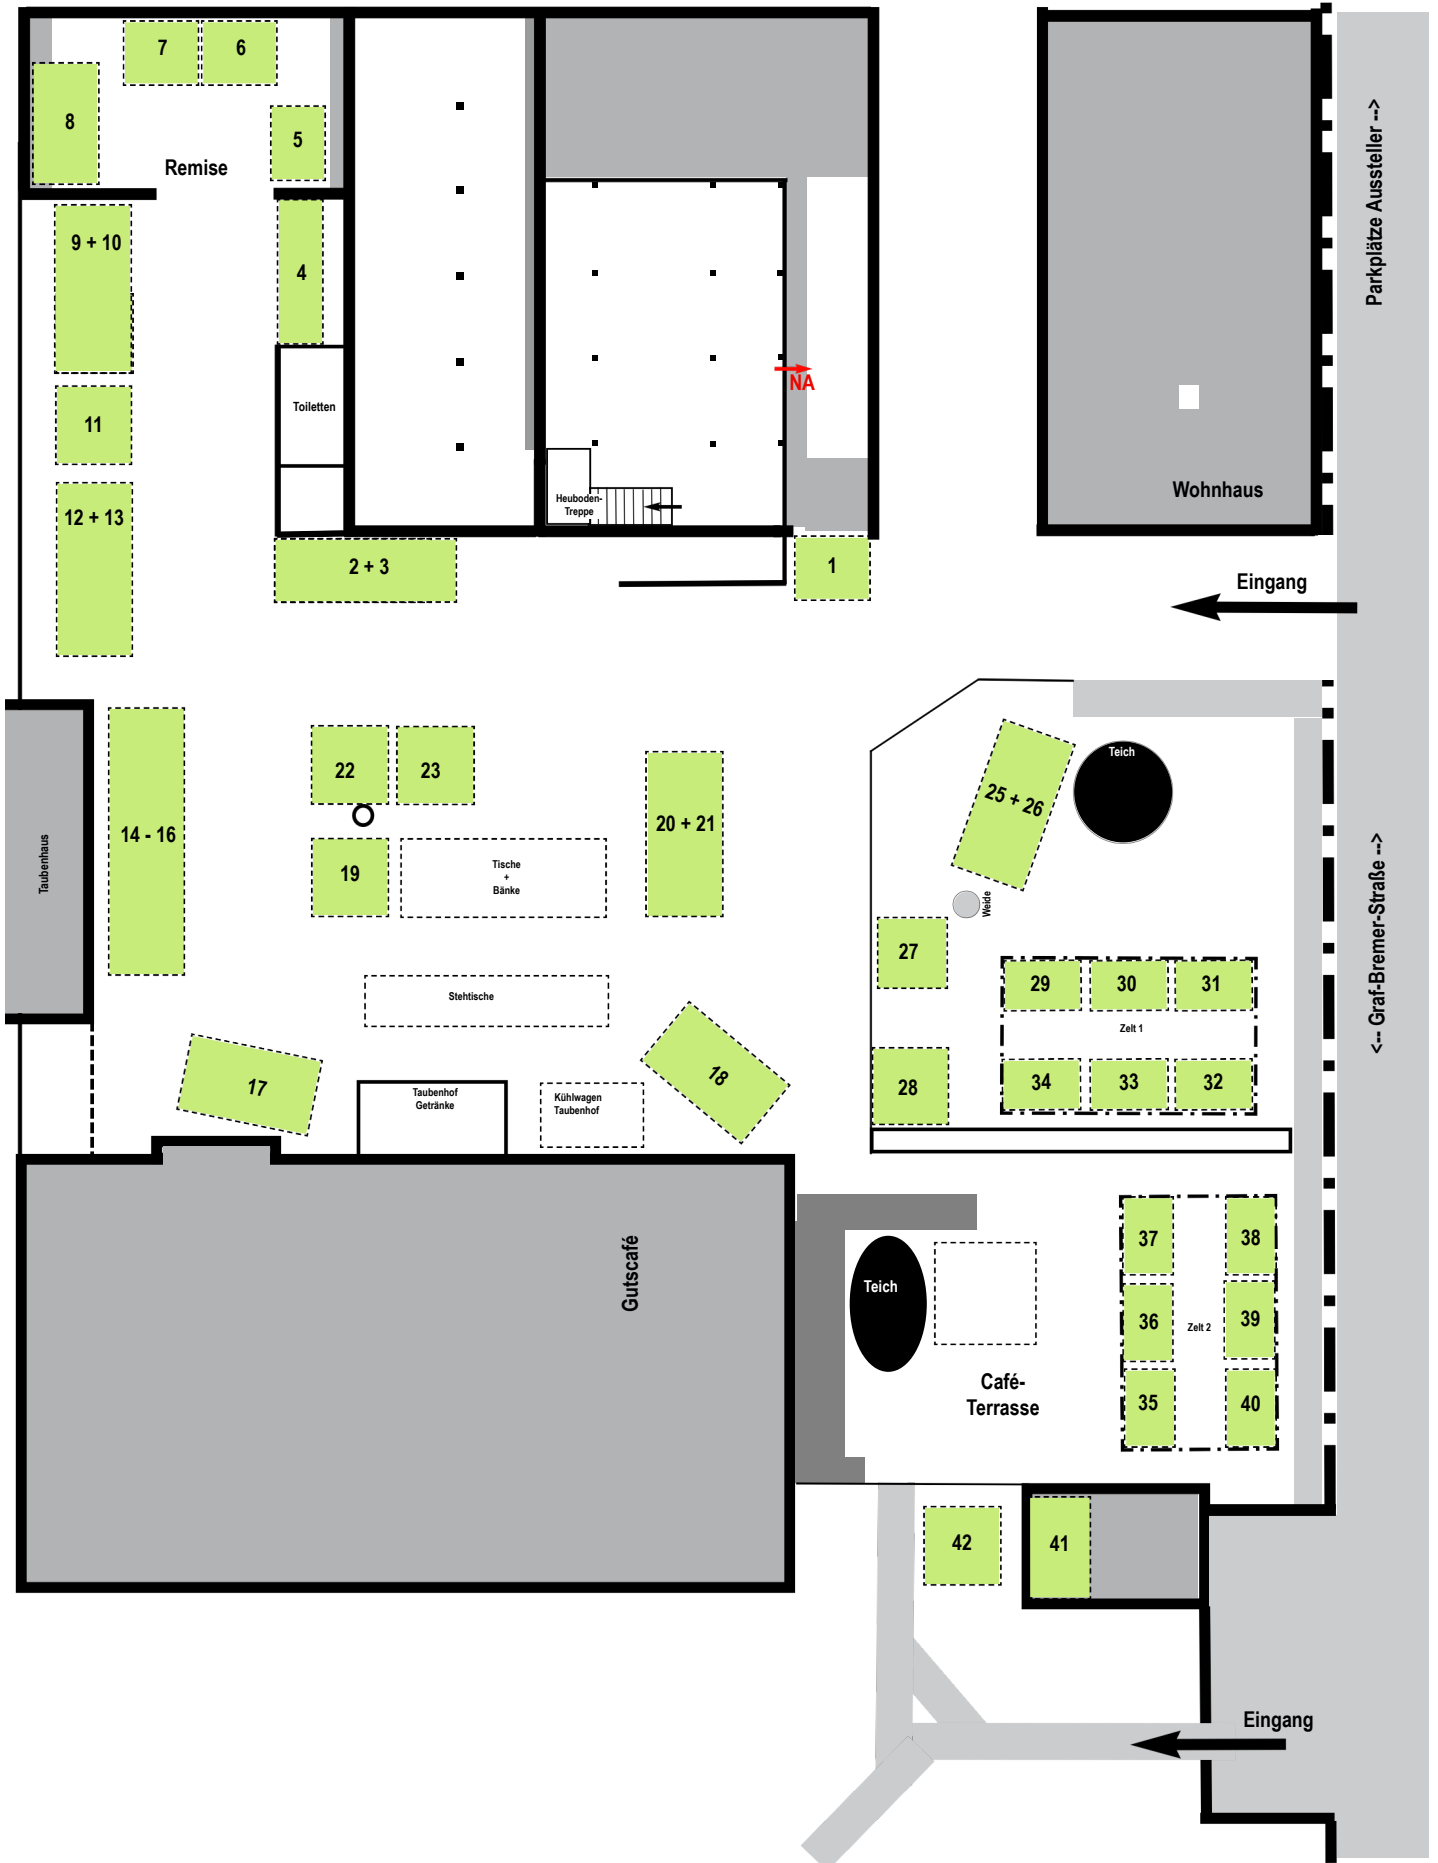 7
6
8
5
Remise
Parkplätze Aussteller -->
9 + 10
4
NA
Toiletten
11
Wohnhaus
Heuboden-
Treppe
12 + 13
2 + 3
1
Eingang
Teich
22
23
25 + 26
14 - 16
20 + 21
Taubenhaus
19
Tische
+
Bänke
Weide
<-- Graf-Bremer-Straße -->
27
29
30
31
Stehtische
Zelt 1
17
18
28
34
33
32
Taubenhof
Getränke
Kühlwagen
Taubenhof
37
38
Gutscafé
Teich
36
Zelt 2
39
Café-
Terrasse
35
40
42
41
Eingang